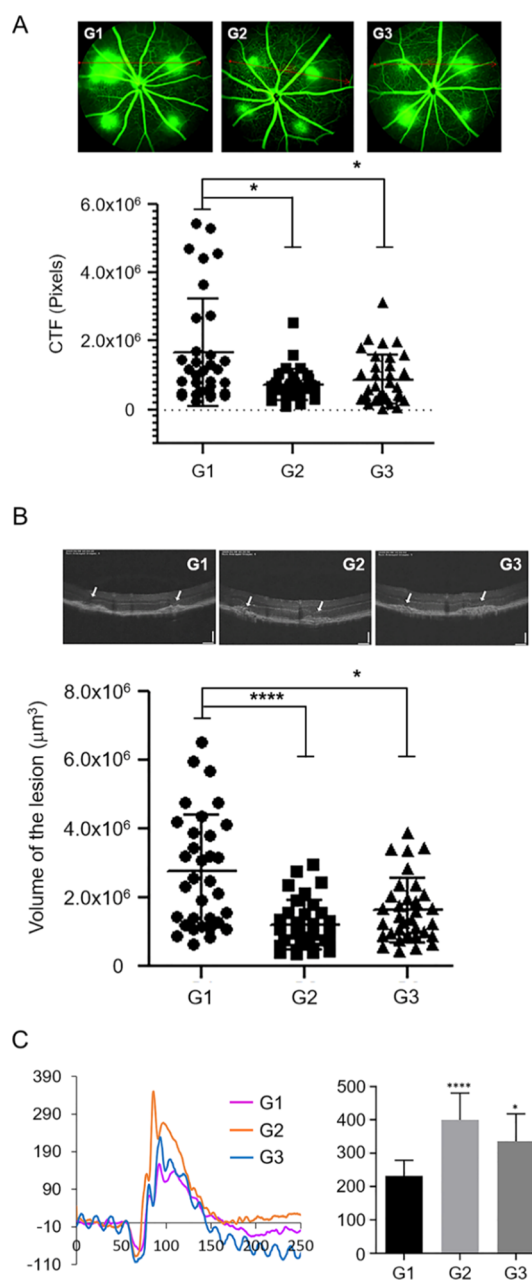 A
G1 G2 G3
*
*
6.0x10⁶
4.0x10⁶
2.0x10⁶
0
CTF (Pixels)
G1 G2 G3
B
G1 G2 G3
*
****
8.0x10⁶
6.0x10⁶
4.0x10⁶
2.0x10⁶
0
Volume of the lesion (μm³)
G1 G2 G3
C
390
290
190
90
-10
-110
0 50 100 150 200 250
G1
G2
G3
500
400
300
200
100
0
****
*
G1 G2 G3